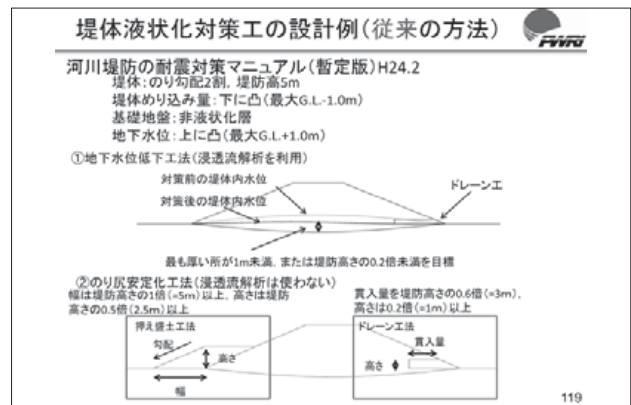 堤体液状化対策工の設計例(従来の方法)
PWRI
河川堤防の耐震対策マニュアル(暫定版)H24.2
堤体:のり勾配2割, 堤防高5m
堤体めり込み量:下に凸(最大G.L.-1.0m)
基礎地盤:非液状化層
地下水位:上に凸(最大G.L.+1.0m)
①地下水位低下工法(浸透流解析を利用)
対策前の堤体内水位
ドレーン工
対策後の堤体内水位
最も厚い所が1m未満, または堤防高さの0.2倍未満を目標
②のり尻安定化工法(浸透流解析は使わない)
幅は堤防高さの1倍(=5m)以上, 高さは堤防
高さの0.5倍(2.5m)以上
貫入量を堤防高さの0.6倍(=3m),
高さは0.2倍(=1m)以上
押え盛土工法
勾配
高さ
幅
ドレーン工法
貫入量
高さ
119